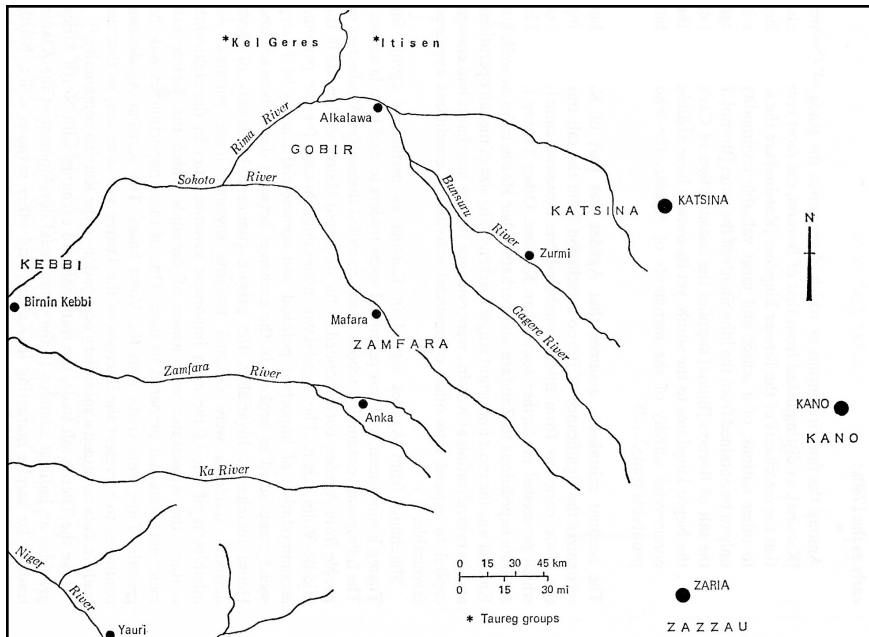 *Kel Geres
*Itisen
Rima River
Alkalawa
GOBIR
Sokoto River
Bunsuru River
KATSINA
KATSINA
N
Zurmi
KEBBI
Birnin Kebbi
Mafara
ZAMFARA
Gagere River
Zamfara River
Anka
KANO
KANO
Ka River
Niger River
Yauri
0 15 30 45 km
0 15 30 mi
* Taureg groups
ZARIA
ZAZZAU